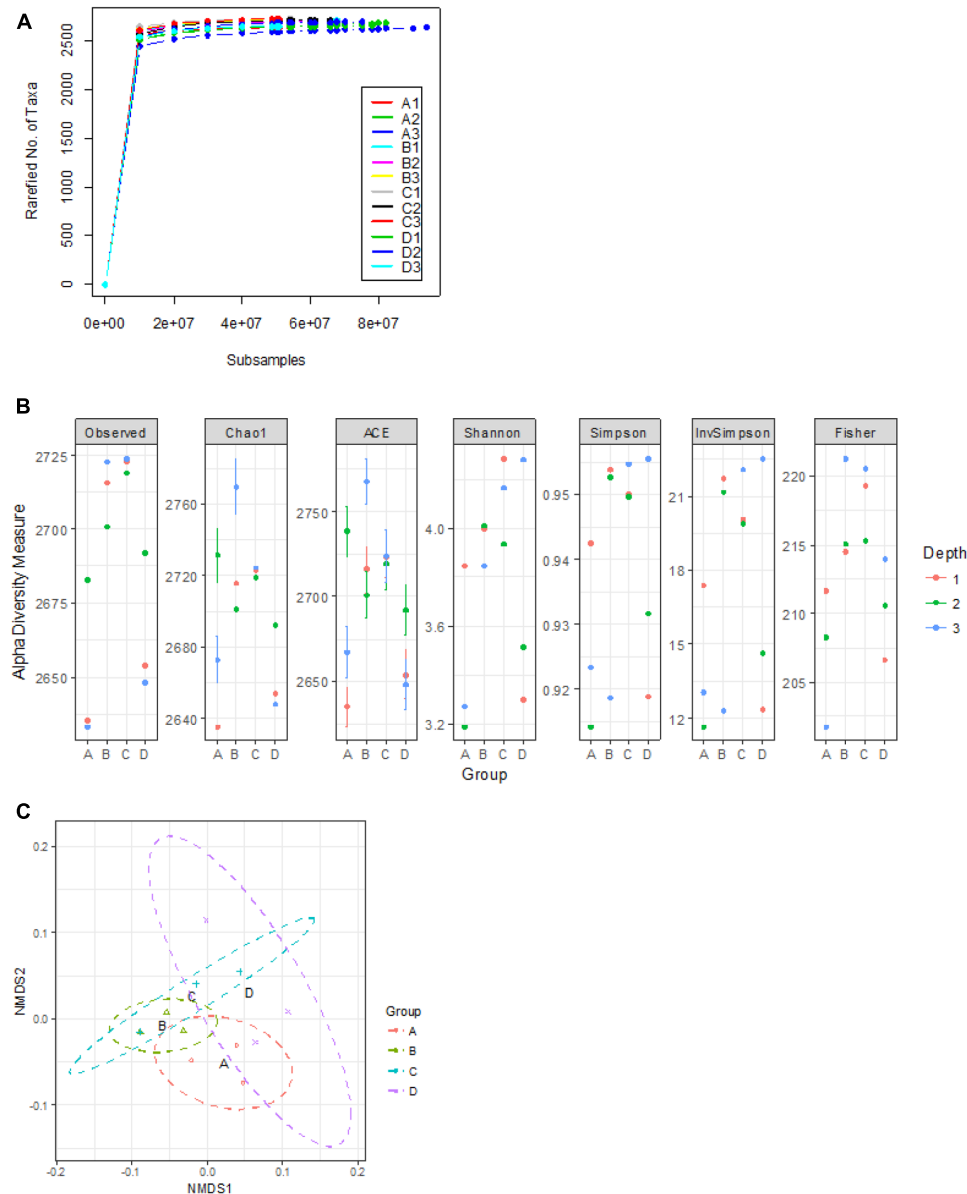 A
Rarefied No. of Taxa
2500
2000
1500
1000
500
0
A1
A2
A3
B1
B2
B3
C1
C2
C3
D1
D2
D3
0e+00 2e+07 4e+07 6e+07 8e+07
Subsamples
B
Alpha Diversity Measure
Observed Chao1 ACE Shannon Simpson InvSimpson Fisher
2725
2700
2675
2650
2760
2720
2680
2640
2750
2700
2650
4.0
3.6
3.2
0.95
0.94
0.93
0.92
21
18
15
12
220
215
210
205
A B C D A B C D A B C D A B C D A B C D A B C D A B C D
Group
Depth
1
2
3
C
NMDS2
0.2
0.1
0.0
-0.1
C
D
B
A
-0.2 -0.1 0.0 0.1 0.2
NMDS1
Group
A
B
C
D